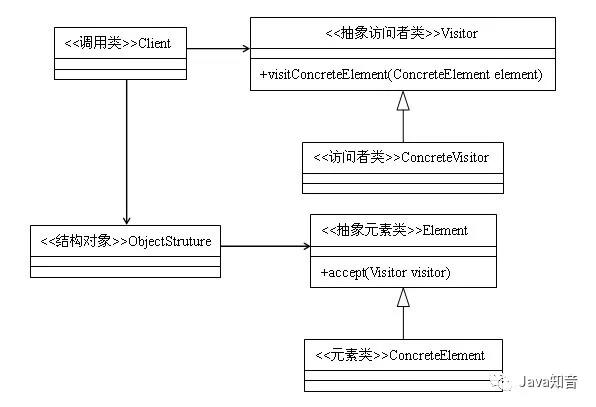 <<调用类>>Client
<<抽象访问者类>>Visitor
+visitConcreteElement(ConcreteElement element)
<<访问者类>>ConcreteVisitor
<<结构对象>>ObjectStruture
<<抽象元素类>>Element
+accept(Visitor visitor)
<<元素类>>ConcreteElement
Java知音